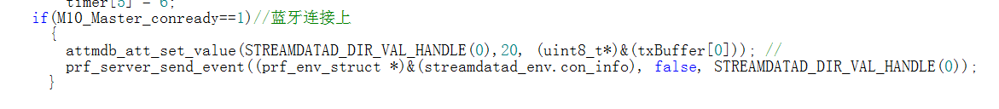 timer[5] = 6;
if(M10_Master_conready==1)//蓝牙连接上
{
attmdb_att_set_value(STREAMDATAD_DIR_VAL_HANDLE(0),20, (uint8_t*)&(txBuffer[0])); //
prf_server_send_event((prf_env_struct *)&(streamdatad_env.con_info), false, STREAMDATAD_DIR_VAL_HANDLE(0));
}